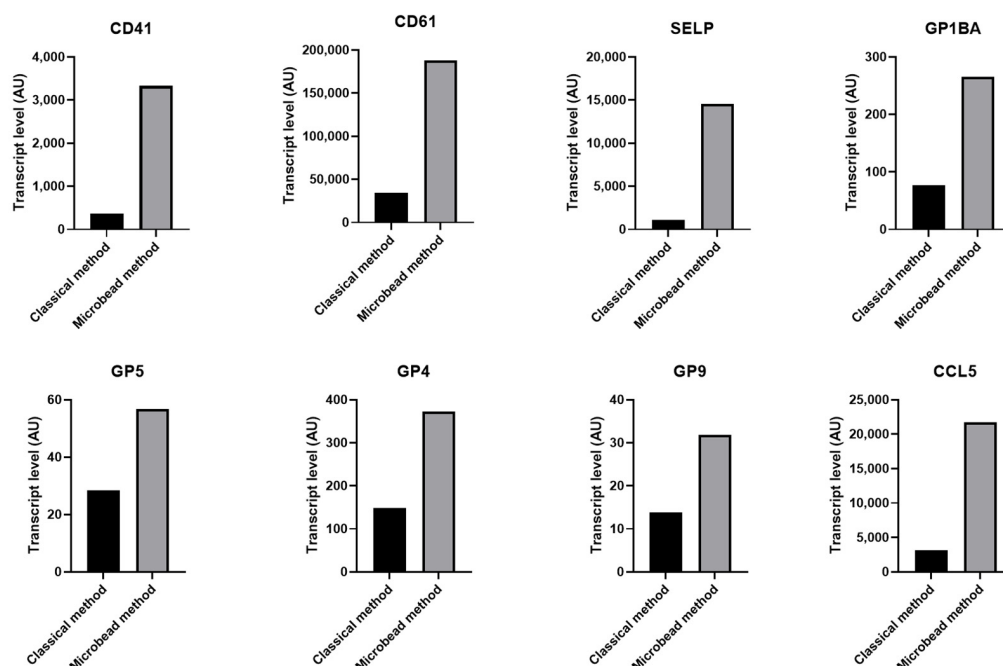 CD41
Transcript level (AU)
4,000
3,000
2,000
1,000
0
Classical method
Microbead method
CD61
Transcript level (AU)
200,000
150,000
100,000
50,000
0
Classical method
Microbead method
SELP
Transcript level (AU)
20,000
15,000
10,000
5,000
0
Classical method
Microbead method
GP1BA
Transcript level (AU)
300
200
100
0
Classical method
Microbead method
GP5
Transcript level (AU)
60
40
20
0
Classical method
Microbead method
GP4
Transcript level (AU)
400
300
200
100
0
Classical method
Microbead method
GP9
Transcript level (AU)
40
30
20
10
0
Classical method
Microbead method
CCL5
Transcript level (AU)
25,000
20,000
15,000
10,000
5,000
0
Classical method
Microbead method